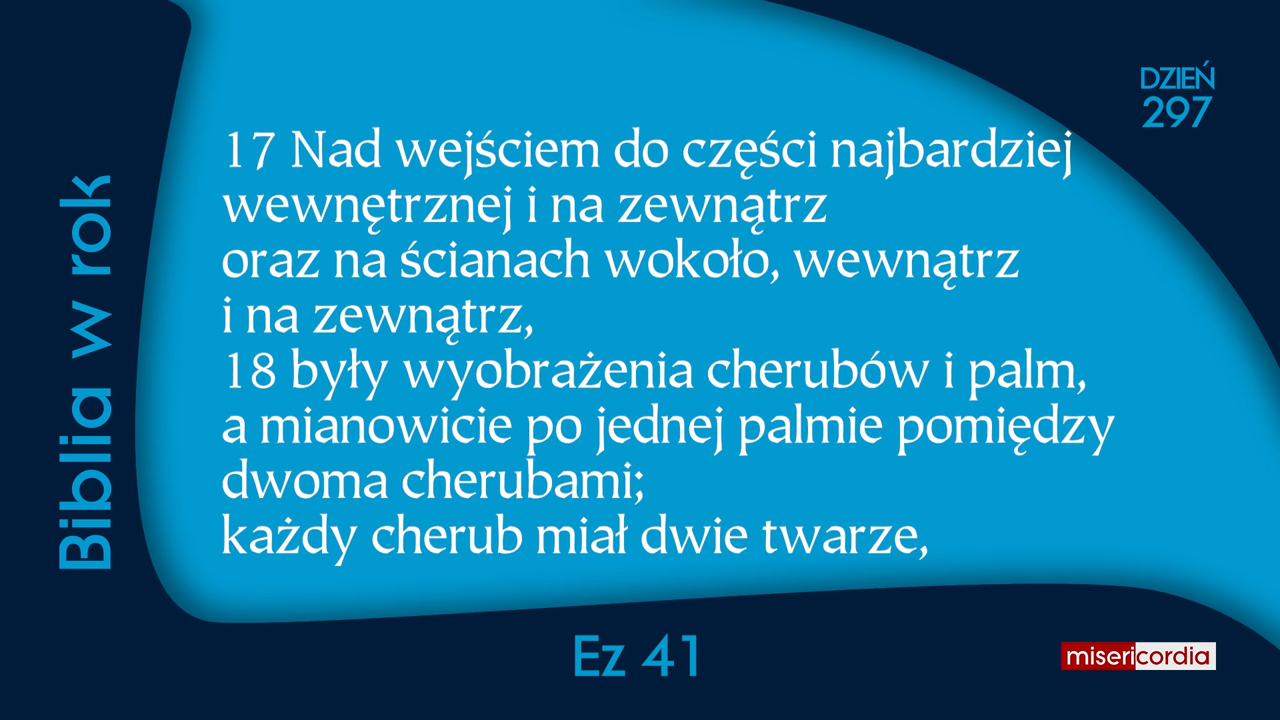 DZIEŃ
297
17 Nad wejściem do części najbardziej
wewnętrznej i na zewnątrz
oraz na ścianach wokoło, wewnątrz
i na zewnątrz,
18 były wyobrażenia cherubów i palm,
a mianowicie po jednej palmie pomiędzy
dwoma cherubami;
każdy cherub miał dwie twarze,
Biblia w rok
Ez 41
misericordia